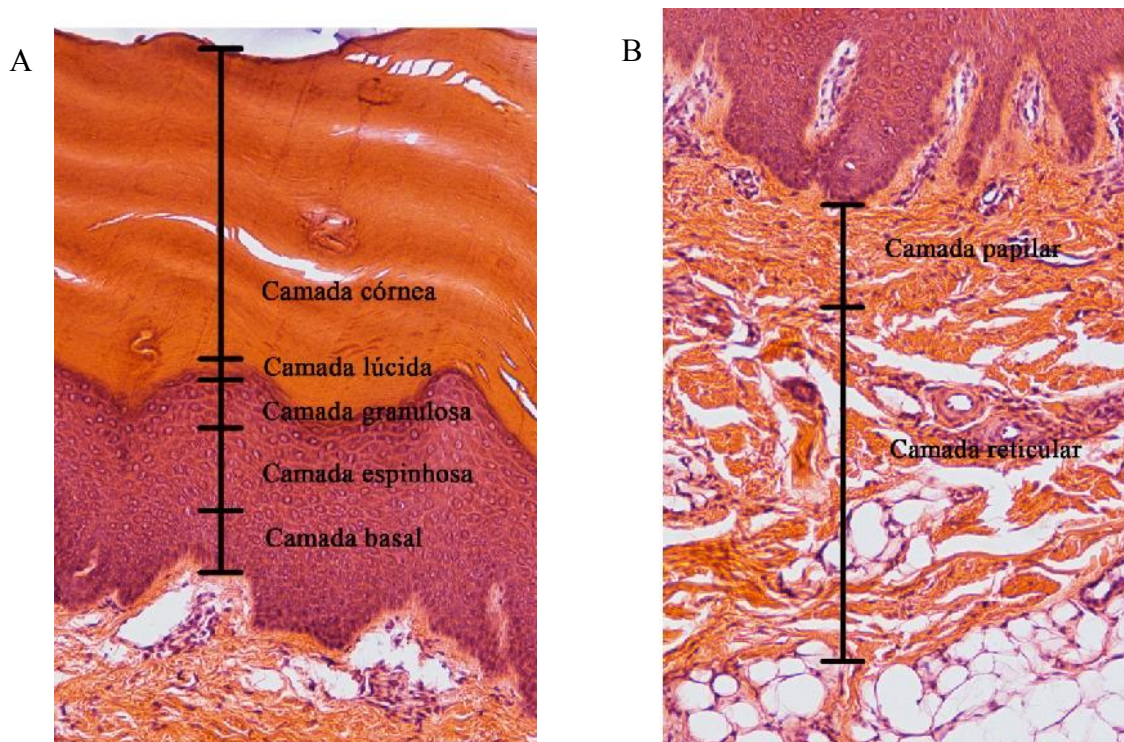 A
Camada córnea
Camada lúcida
Camada granulosa
Camada espinhosa
Camada basal
B
Camada papilar
Camada reticular